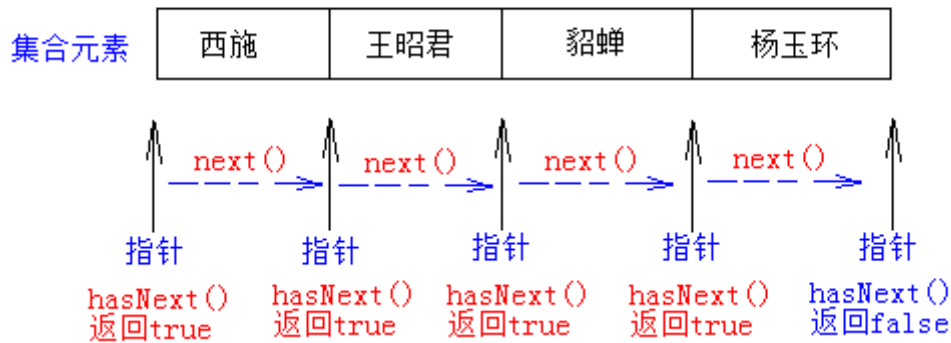 集合元素 西施 王昭君 貂蝉 杨玉环
next() next() next() next()
指针 指针 指针 指针 指针
hasNext() hasNext() hasNext() hasNext() hasNext()
返回true 返回true 返回true 返回true 返回false